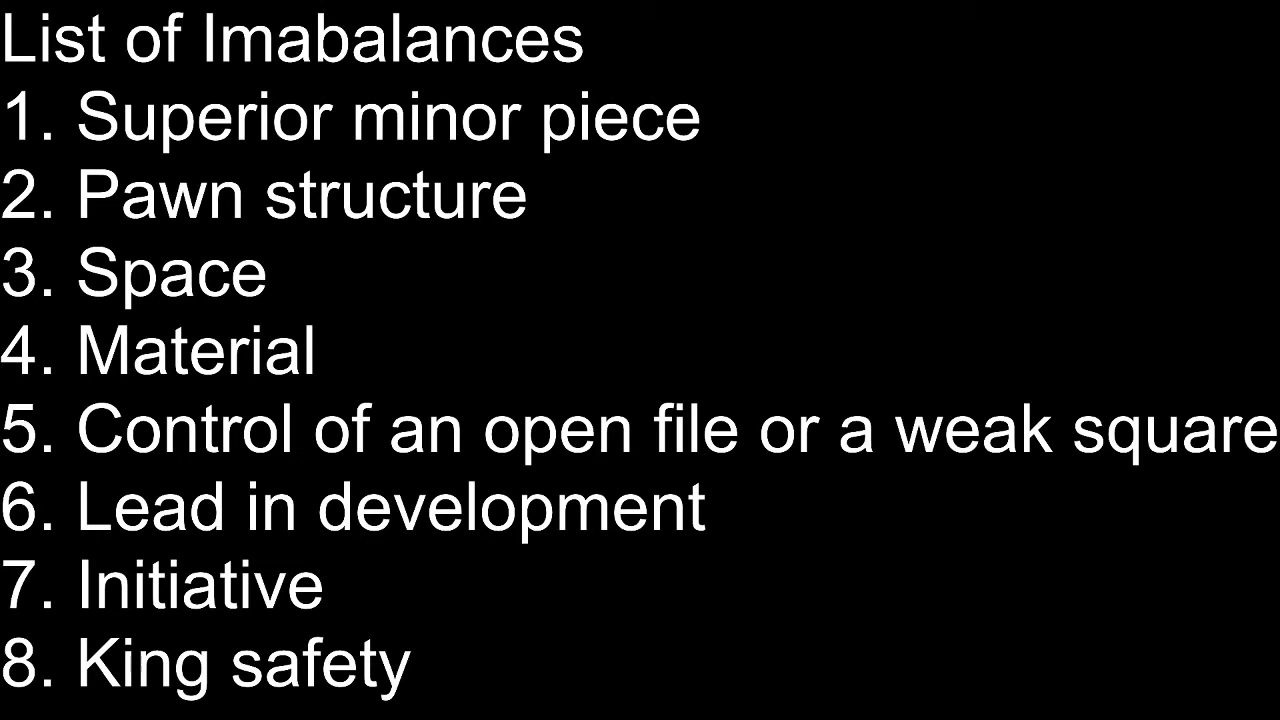 List of Imabalances
1. Superior minor piece
2. Pawn structure
3. Space
4. Material
5. Control of an open file or a weak square
6. Lead in development
7. Initiative
8. King safety